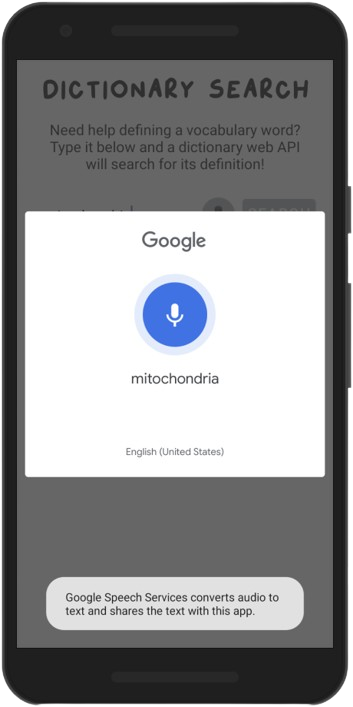 DICTIONARY SEARCH
Need help defining a vocabulary word?
Type it below and a dictionary web API
will search for its definition!
SEARCH
Google
mitochondria
English (United States)
Google Speech Services converts audio to
text and shares the text with this app.